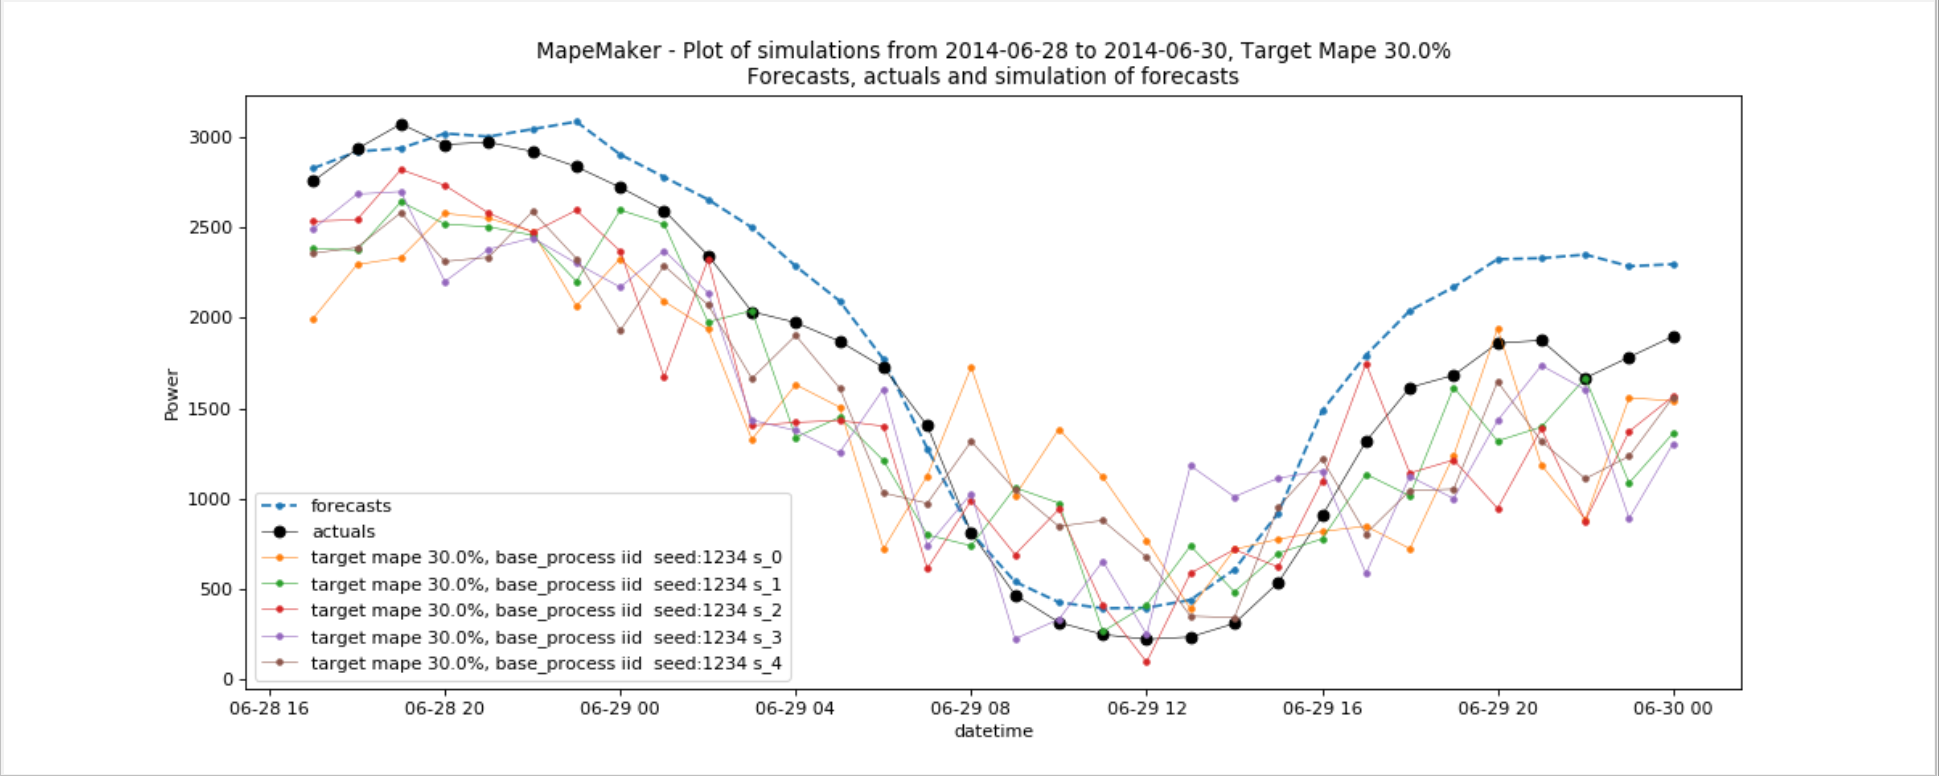 MapeMaker - Plot of simulations from 2014-06-28 to 2014-06-30, Target Mape 30.0%
Forecasts, actuals and simulation of forecasts
3000
2500
2000
1500
1000
500
0
Power
forecasts
actuals
target mape 30.0%, base_process iid  seed:1234 s_0
target mape 30.0%, base_process iid  seed:1234 s_1
target mape 30.0%, base_process iid  seed:1234 s_2
target mape 30.0%, base_process iid  seed:1234 s_3
target mape 30.0%, base_process iid  seed:1234 s_4
06-28 16 06-28 20 06-29 00 06-29 04 06-29 08 06-29 12 06-29 16 06-29 20 06-30 00
datetime